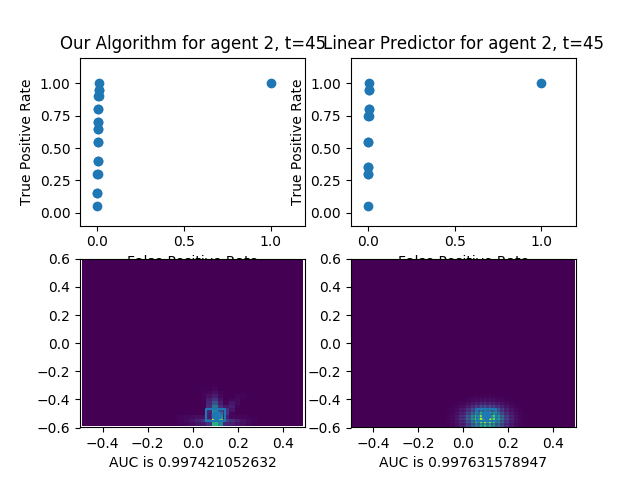 Our Algorithm for agent 2, t=45
Linear Predictor for agent 2, t=45
True Positive Rate
1.00
0.75
0.50
0.25
0.00
0.0 0.5 1.0
False Positive Rate
True Positive Rate
1.00
0.75
0.50
0.25
0.00
0.0 0.5 1.0
False Positive Rate
0.6
0.4
0.2
0.0
−0.2
−0.4
−0.6
−0.4 −0.2 0.0 0.2 0.4
AUC is 0.997421052632
0.6
0.4
0.2
0.0
−0.2
−0.4
−0.6
−0.4 −0.2 0.0 0.2 0.4
AUC is 0.997631578947